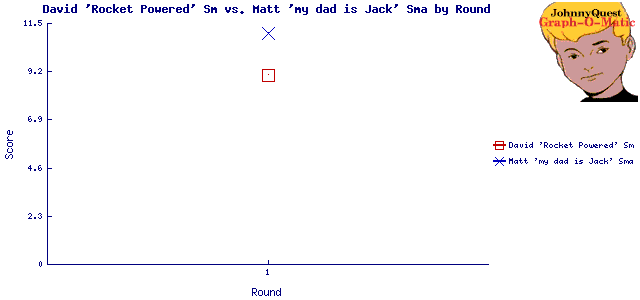 David 'Rocket Powered' Sm vs. Matt 'my dad is Jack' Sma by Round
JohnnyQuest
Graph-O-Matic
11.5
9.2
6.9
4.6
2.3
0
Score
1
Round
David 'Rocket Powered' Sm
Matt 'my dad is Jack' Sma